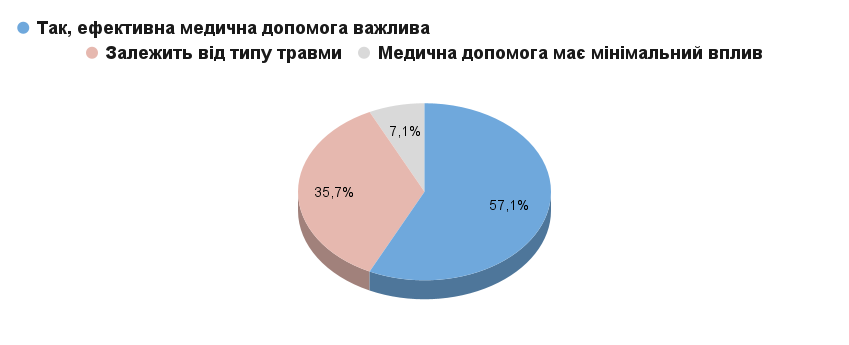 Так, ефективна медична допомога важлива
Залежить від типу травми Медична допомога має мінімальний вплив
7,1%
35,7%
57,1%